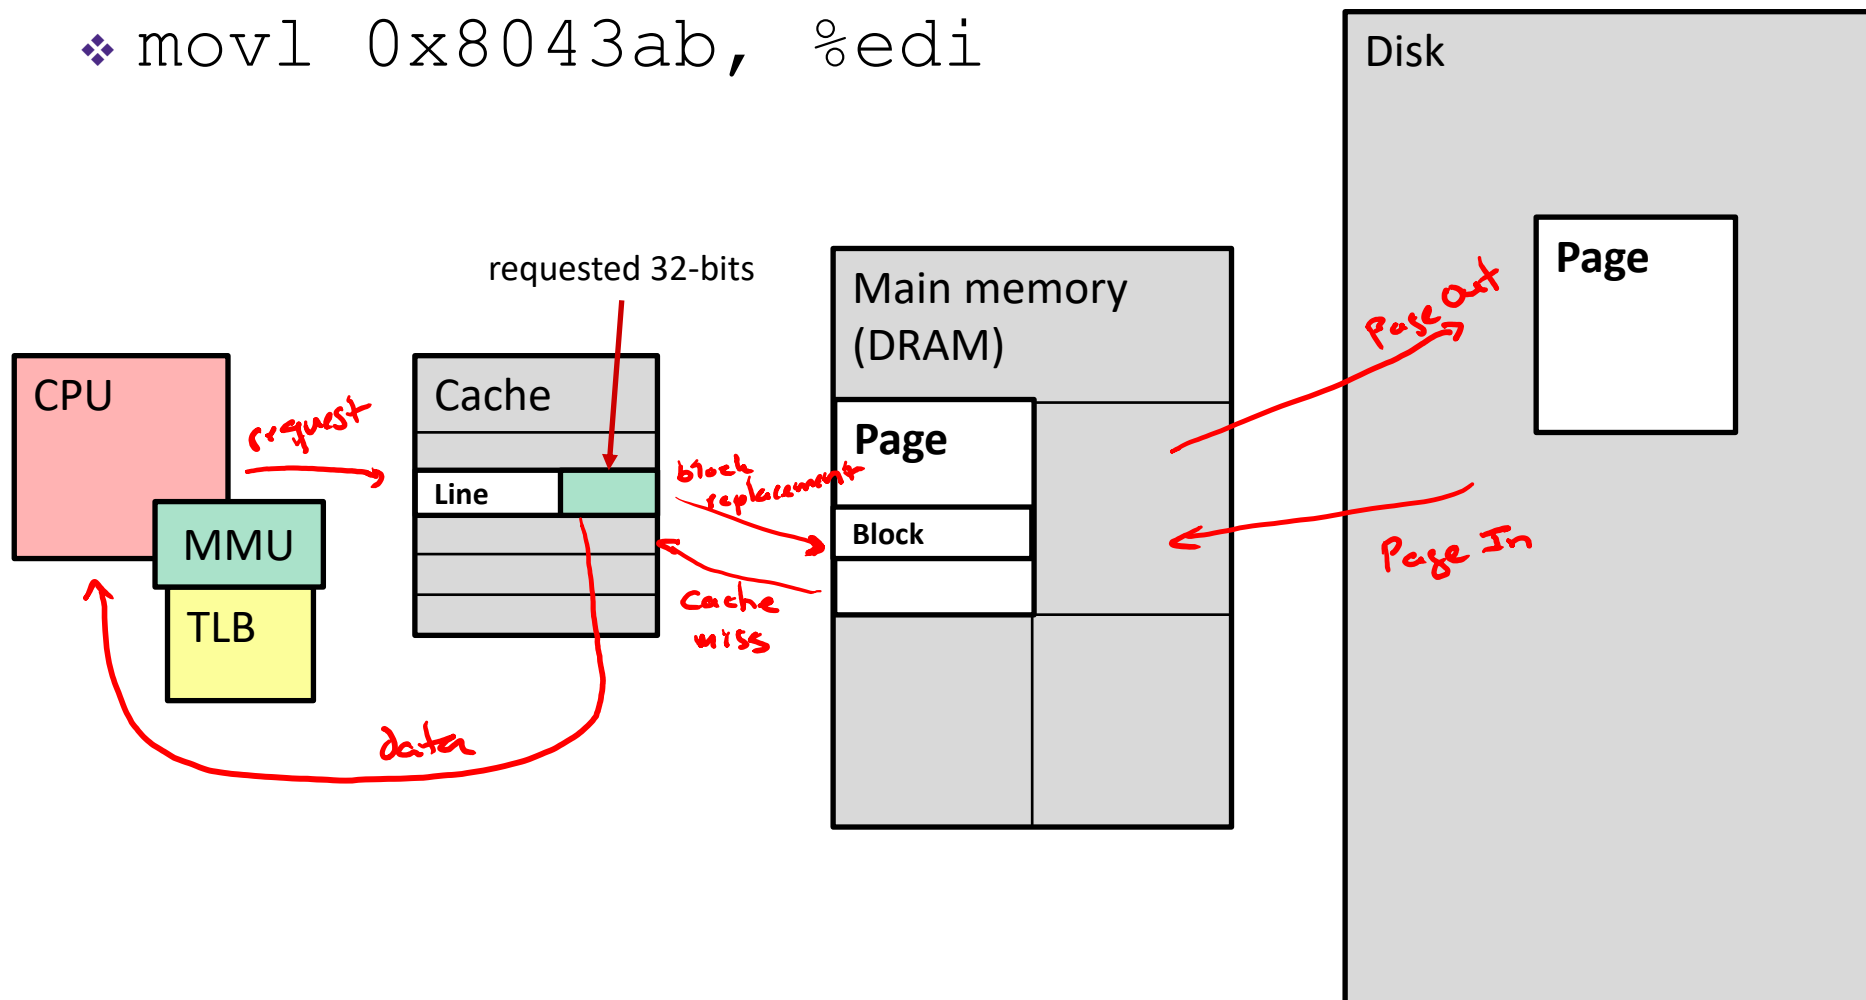 ❖ movl 0x8043ab, %edi
Disk
requested 32-bits
Page
Main memory
(DRAM)
Page Out
CPU
Cache
request
Page
block
replacement
Line
MMU
Block
Page In
Cache
miss
TLB
data